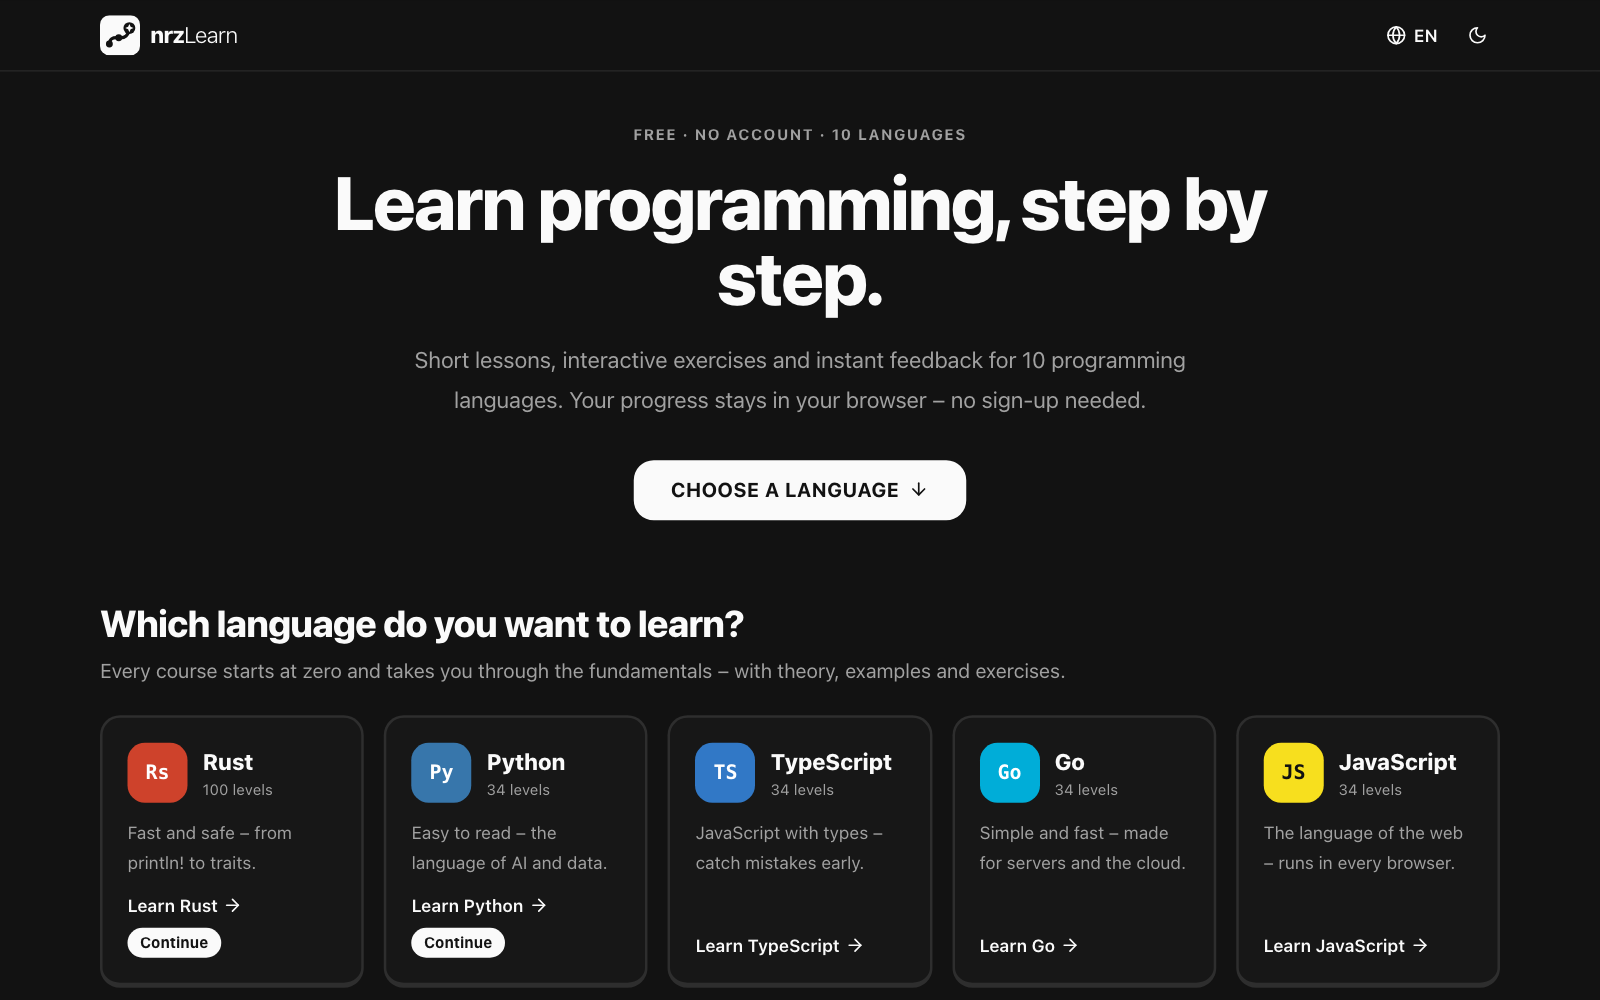 nrzLearn
EN
FREE · NO ACCOUNT · 10 LANGUAGES
Learn programming, step by
step.
Short lessons, interactive exercises and instant feedback for 10 programming
languages. Your progress stays in your browser – no sign-up needed.
CHOOSE A LANGUAGE ↓
Which language do you want to learn?
Every course starts at zero and takes you through the fundamentals – with theory, examples and exercises.
Rs
Rust
100 levels
Fast and safe – from
println! to traits.
Learn Rust →
Continue
Py
Python
34 levels
Easy to read – the
language of AI and data.
Learn Python →
Continue
TS
TypeScript
34 levels
JavaScript with types –
catch mistakes early.
Learn TypeScript →
Go
Go
34 levels
Simple and fast – made
for servers and the cloud.
Learn Go →
JS
JavaScript
34 levels
The language of the web
– runs in every browser.
Learn JavaScript →